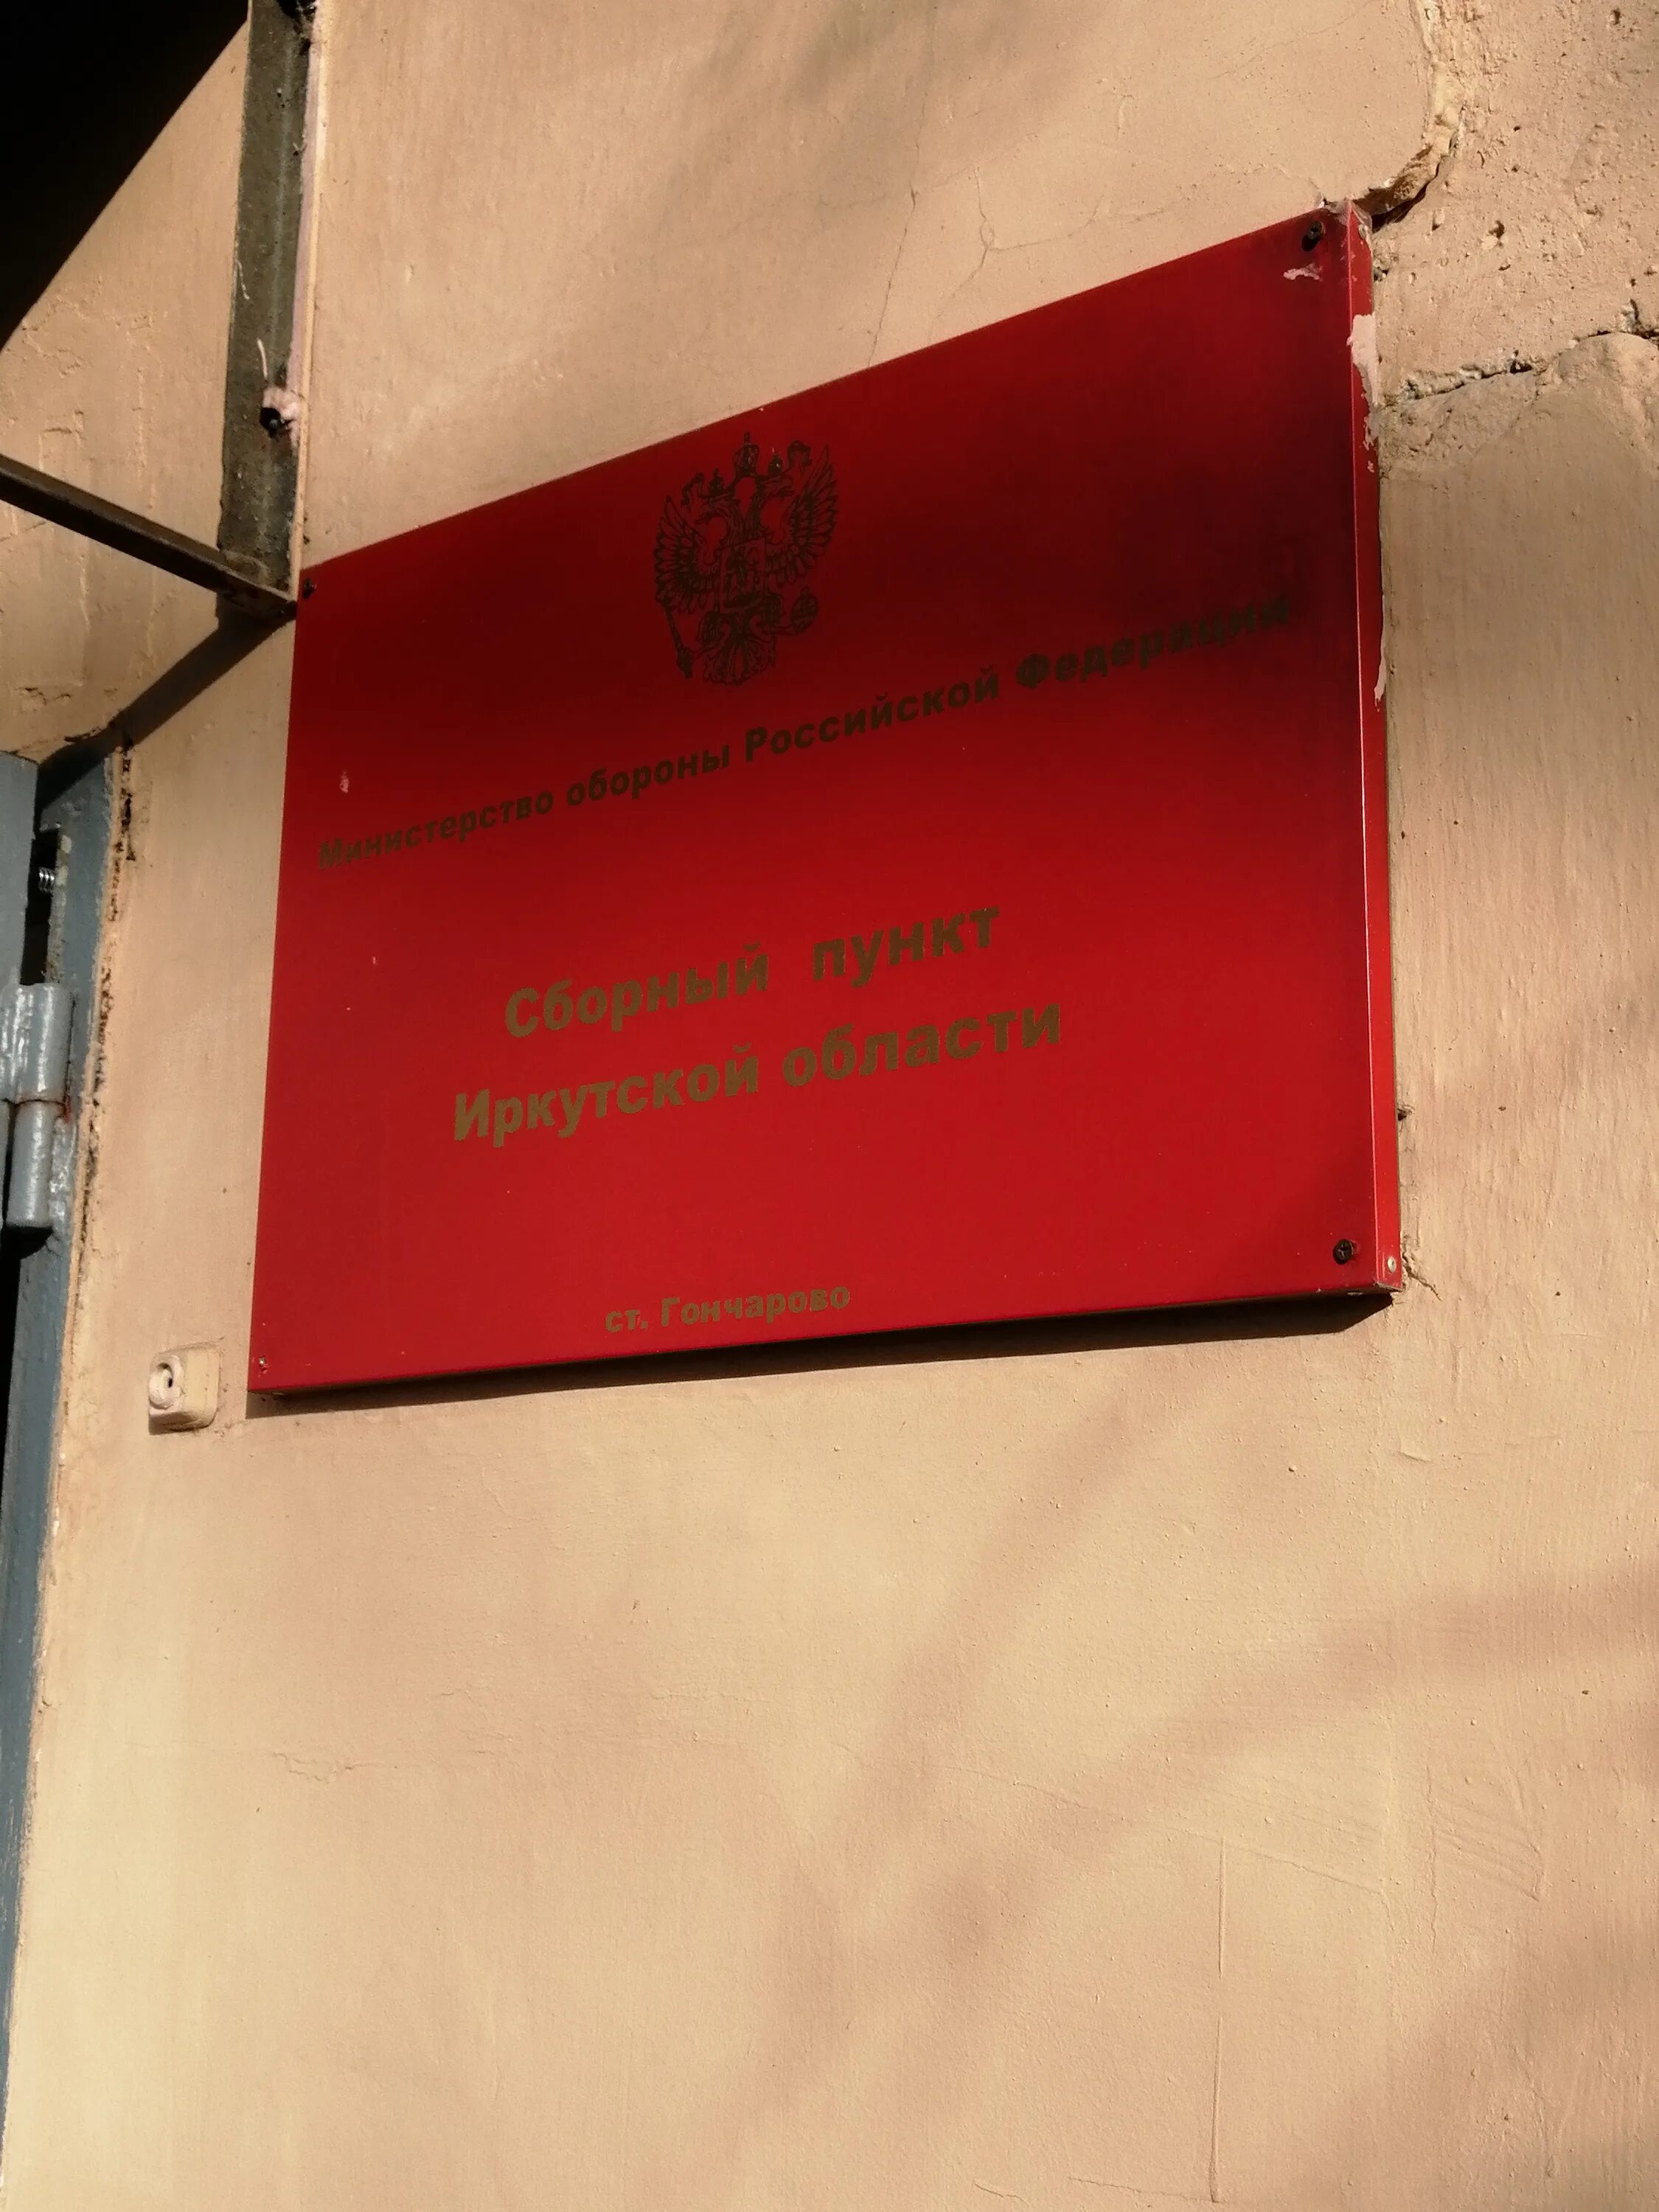 Министерство обороны Российской Федерации
Сборный пункт
Иркутской области
ст. Гончарово